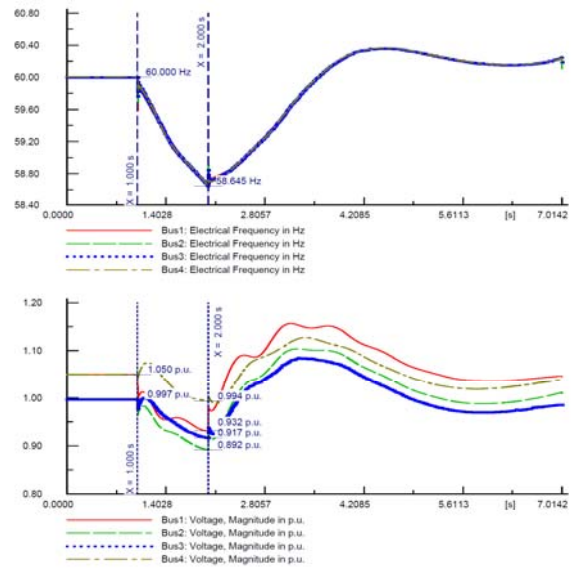 60.80
60.40
60.00
59.60
59.20
58.80
58.40
X = 1.000 s
X = 2.000 s
60.000 Hz
58.645 Hz
0.0000 1.4028 2.8057 4.2085 5.6113 [s] 7.0142
Bus1: Electrical Frequency in Hz
Bus2: Electrical Frequency in Hz
Bus3: Electrical Frequency in Hz
Bus4: Electrical Frequency in Hz
1.20
1.10
1.00
0.90
0.80
X = 1.000 s
X = 2.000 s
1.050 p.u.
0.997 p.u.
0.994 p.u.
0.932 p.u.
0.917 p.u.
0.892 p.u.
0.0000 1.4028 2.8057 4.2085 5.6113 [s] 7.0142
Bus1: Voltage, Magnitude in p.u.
Bus2: Voltage, Magnitude in p.u.
Bus3: Voltage, Magnitude in p.u.
Bus4: Voltage, Magnitude in p.u.